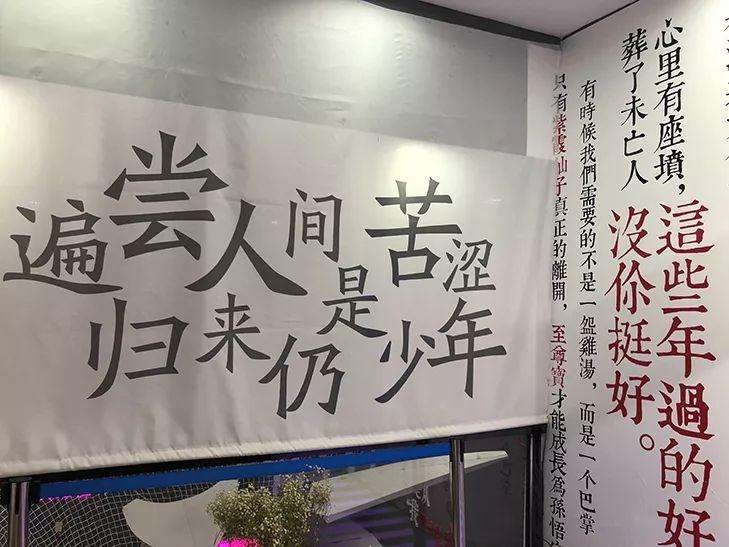 遍尝人间苦涩
归来仍是少年
心里有座墳，
葬了未亡人
這些年過的好
沒你挺好。
有時候我們需要的不是一盌雞湯，而是一个巴掌
只有紫霞仙子真正的離開，至尊寶才能成長為孫悟